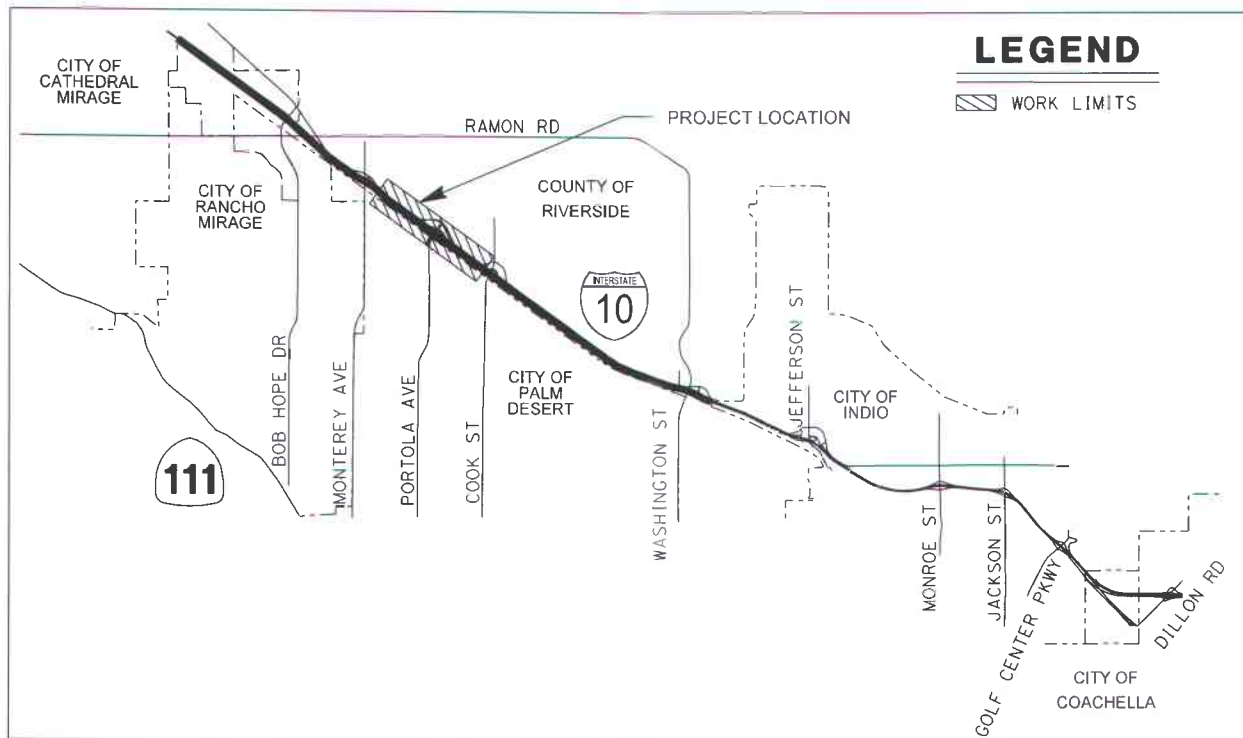 LEGEND
WORK LIMITS
CITY OF
CATHEDRAL
MIRAGE
RAMON RD
PROJECT LOCATION
CITY OF
RANCHO
MIRAGE
COUNTY OF
RIVERSIDE
INTERSTATE
10
JEFFERSON ST
CITY OF
INDIO
CITY OF
PALM
DESERT
111
BOB HOPE DR
MONTEREY AVE
PORTOLA AVE
COOK ST
WASHINGTON ST
MONROE ST
JACKSON ST
GOLF CENTER PKWY
DILLON RD
CITY OF
COACHELLA